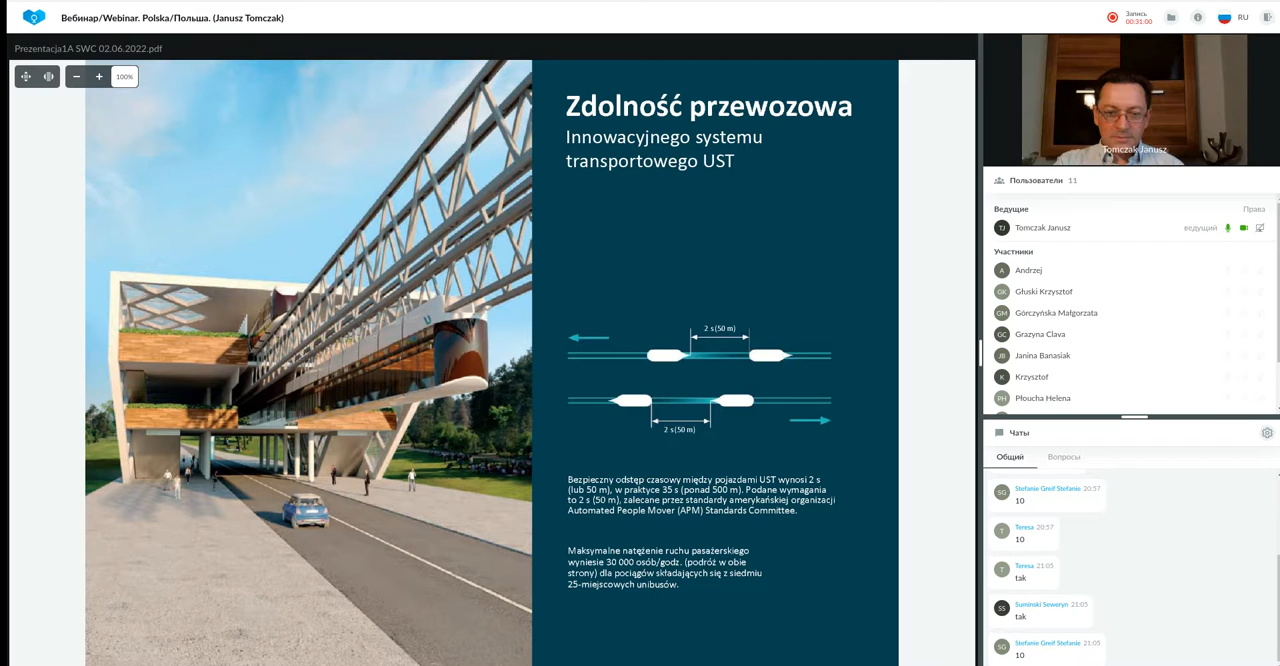 Вебинар/Webinar. Polska/Польша. (Janusz Tomczak)
Запись
00:31:00
RU
Prezentacja1A SWC 02.06.2022.pdf
100%
Zdolność przewozowa
Innowacyjnego systemu
transportowego UST
2 s (50 m)
2 s (50 m)
Bezpieczny odstęp czasowy między pojazdami UST wynosi 2 s
(lub 50 m), w praktyce 35 s (ponad 500 m). Podane wymagania
to 2 s (50 m), zalecane przez standardy amerykańskiej organizacji
Automated People Mover (APM) Standards Committee.
Maksymalne natężenie ruchu pasażerskiego
wyniesie 30 000 osób/godz. (podróż w obie
strony) dla pociągów składających się z siedmiu
25-miejscowych unibusów.
Tomczak Janusz
Пользователи 11
Ведущие Права
TJ Tomczak Janusz ведущий
Участники
A Andrzej
GK Głuski Krzysztof
GM Górczyńska Małgorzata
GC Grazyna Clava
JB Janina Banasiak
K Krzysztof
PH Płoucha Helena
Чаты
Общий Вопросы
SG Stefanie Greif Stefanie 20:57
10
T Teresa 20:57
10
T Teresa 21:05
tak
SS Suminski Seweryn 21:05
tak
SG Stefanie Greif Stefanie 21:05
10